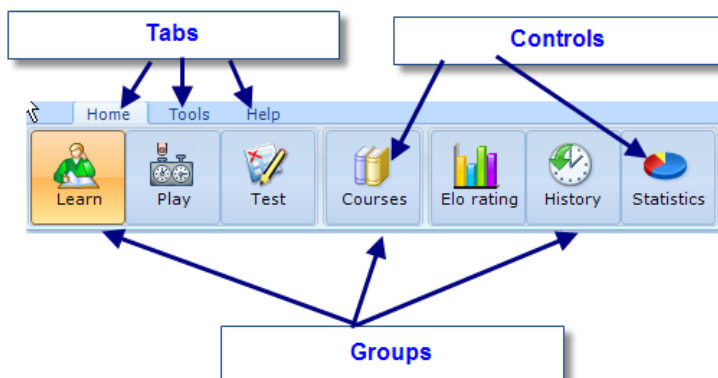 Tabs
Controls
Home Tools Help
Learn Play Test Courses Elo rating History Statistics
Groups